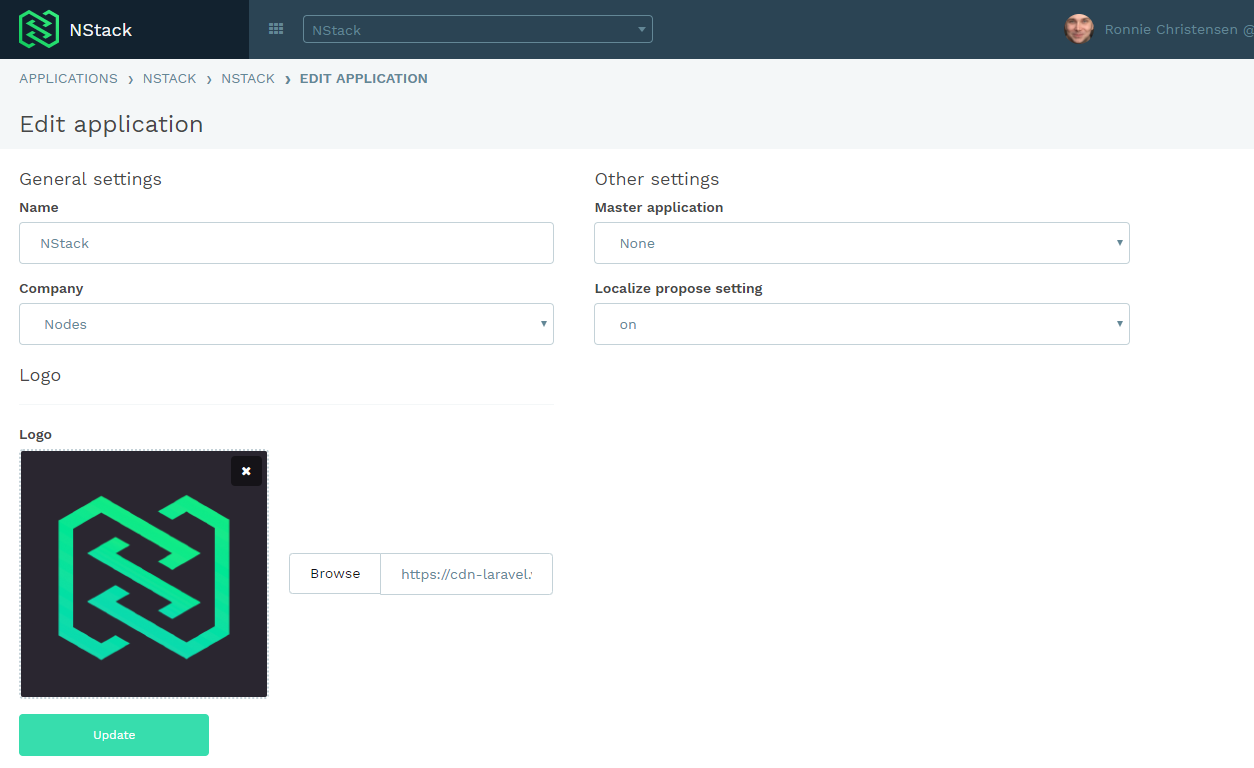 NStack
NStack
Ronnie Christensen @
APPLICATIONS › NSTACK › NSTACK › EDIT APPLICATION
Edit application
General settings
Name
NStack
Company
Nodes
Logo
Logo
Browse
https://cdn-laravel.
Update
Other settings
Master application
None
Localize propose setting
on